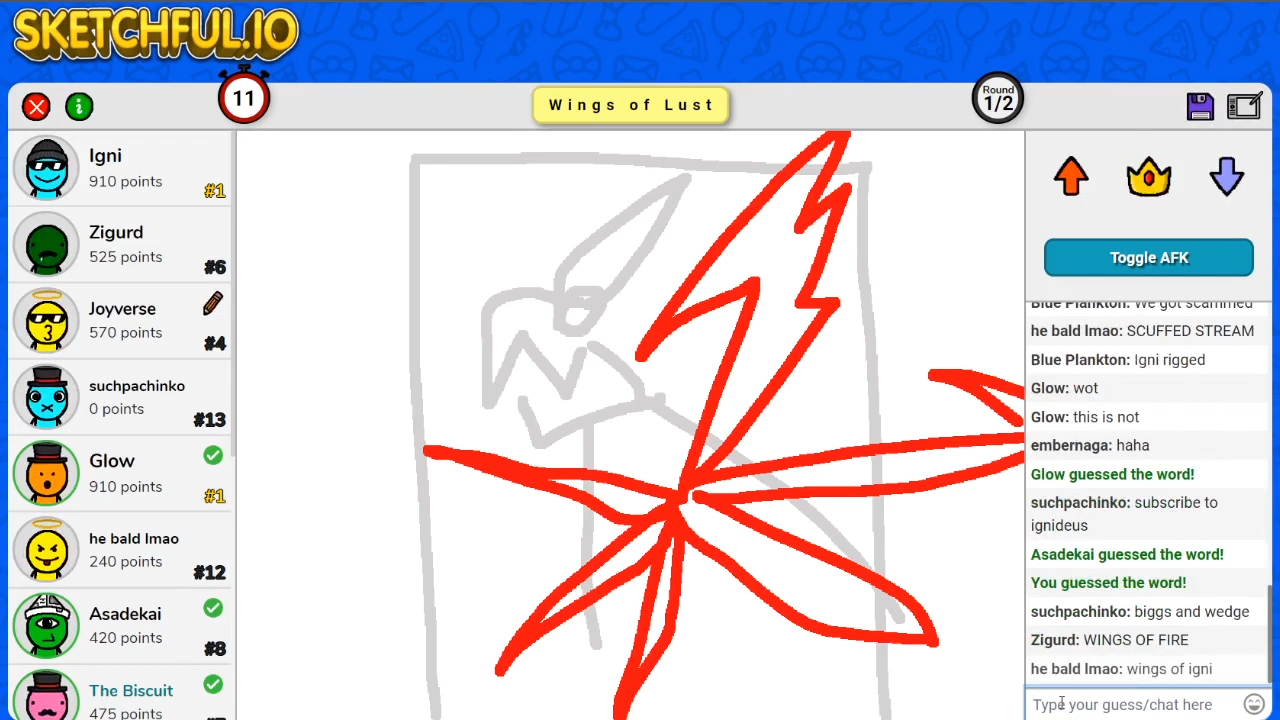 SKETCHFUL.IO
11
Wings of Lust
Round
1/2
Igni
910 points
#1
Zigurd
525 points
#6
Joyverse
570 points
#4
suchpachinko
0 points
#13
Glow
910 points
#1
he bald lmao
240 points
#12
Asadekai
420 points
#8
The Biscuit
475 points
Toggle AFK
Blue Plankton: We got scammed
he bald lmao: SCUFFED STREAM
Blue Plankton: Igni rigged
Glow: wot
Glow: this is not
embernaga: haha
Glow guessed the word!
suchpachinko: subscribe to
ignideus
Asadekai guessed the word!
You guessed the word!
suchpachinko: biggs and wedge
Zigurd: WINGS OF FIRE
he bald lmao: wings of igni
Type your guess/chat here